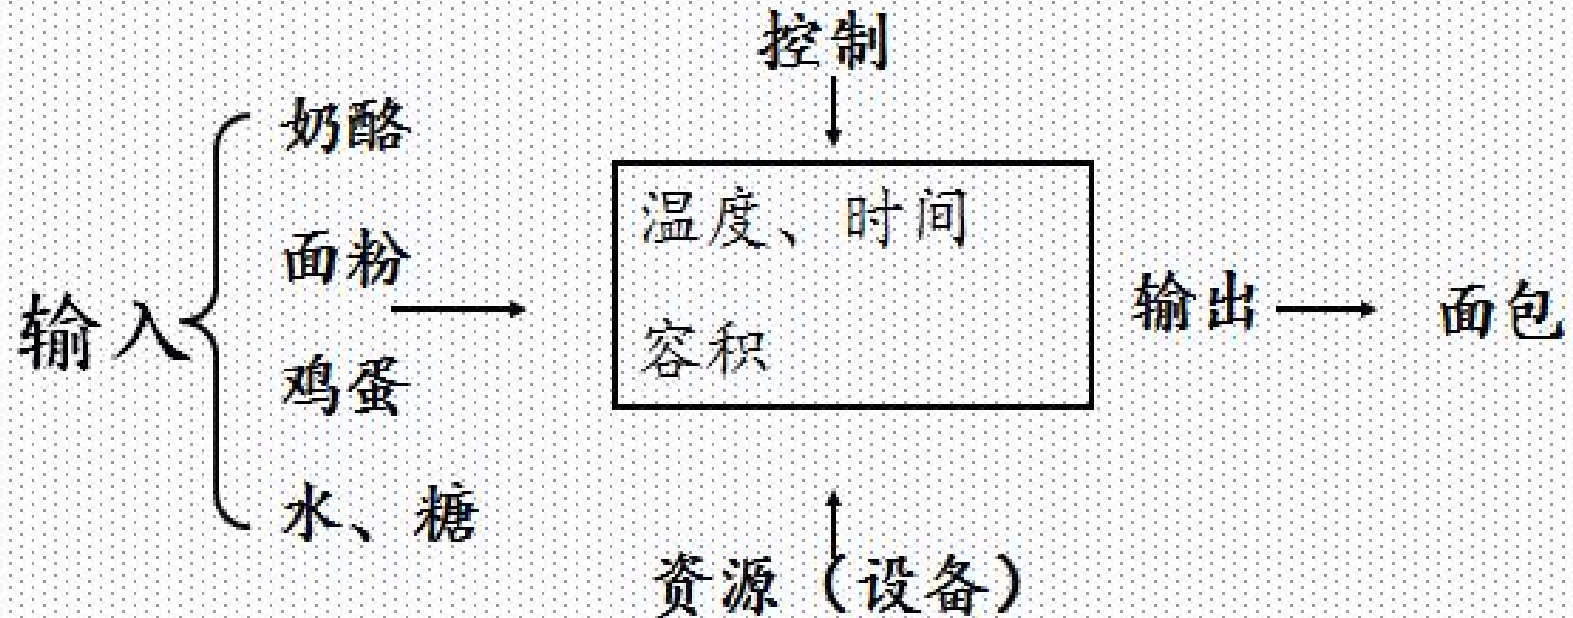 控制
奶酪
温度、时间
面粉
输入
输出
面包
容积
鸡蛋
水、糖
资源（设备）